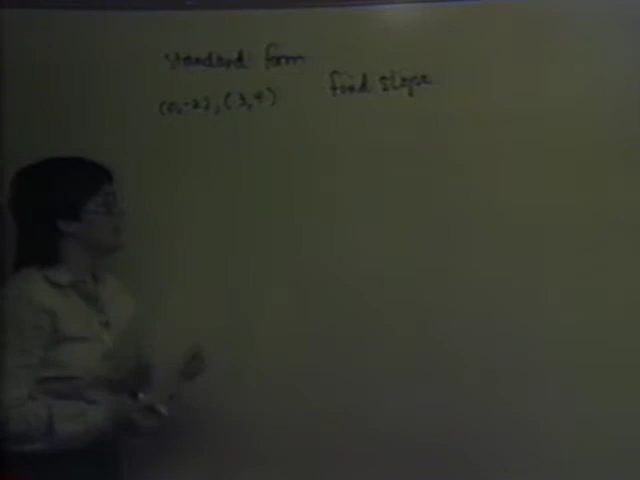 standard form
(0,-2), (3,4) find slope